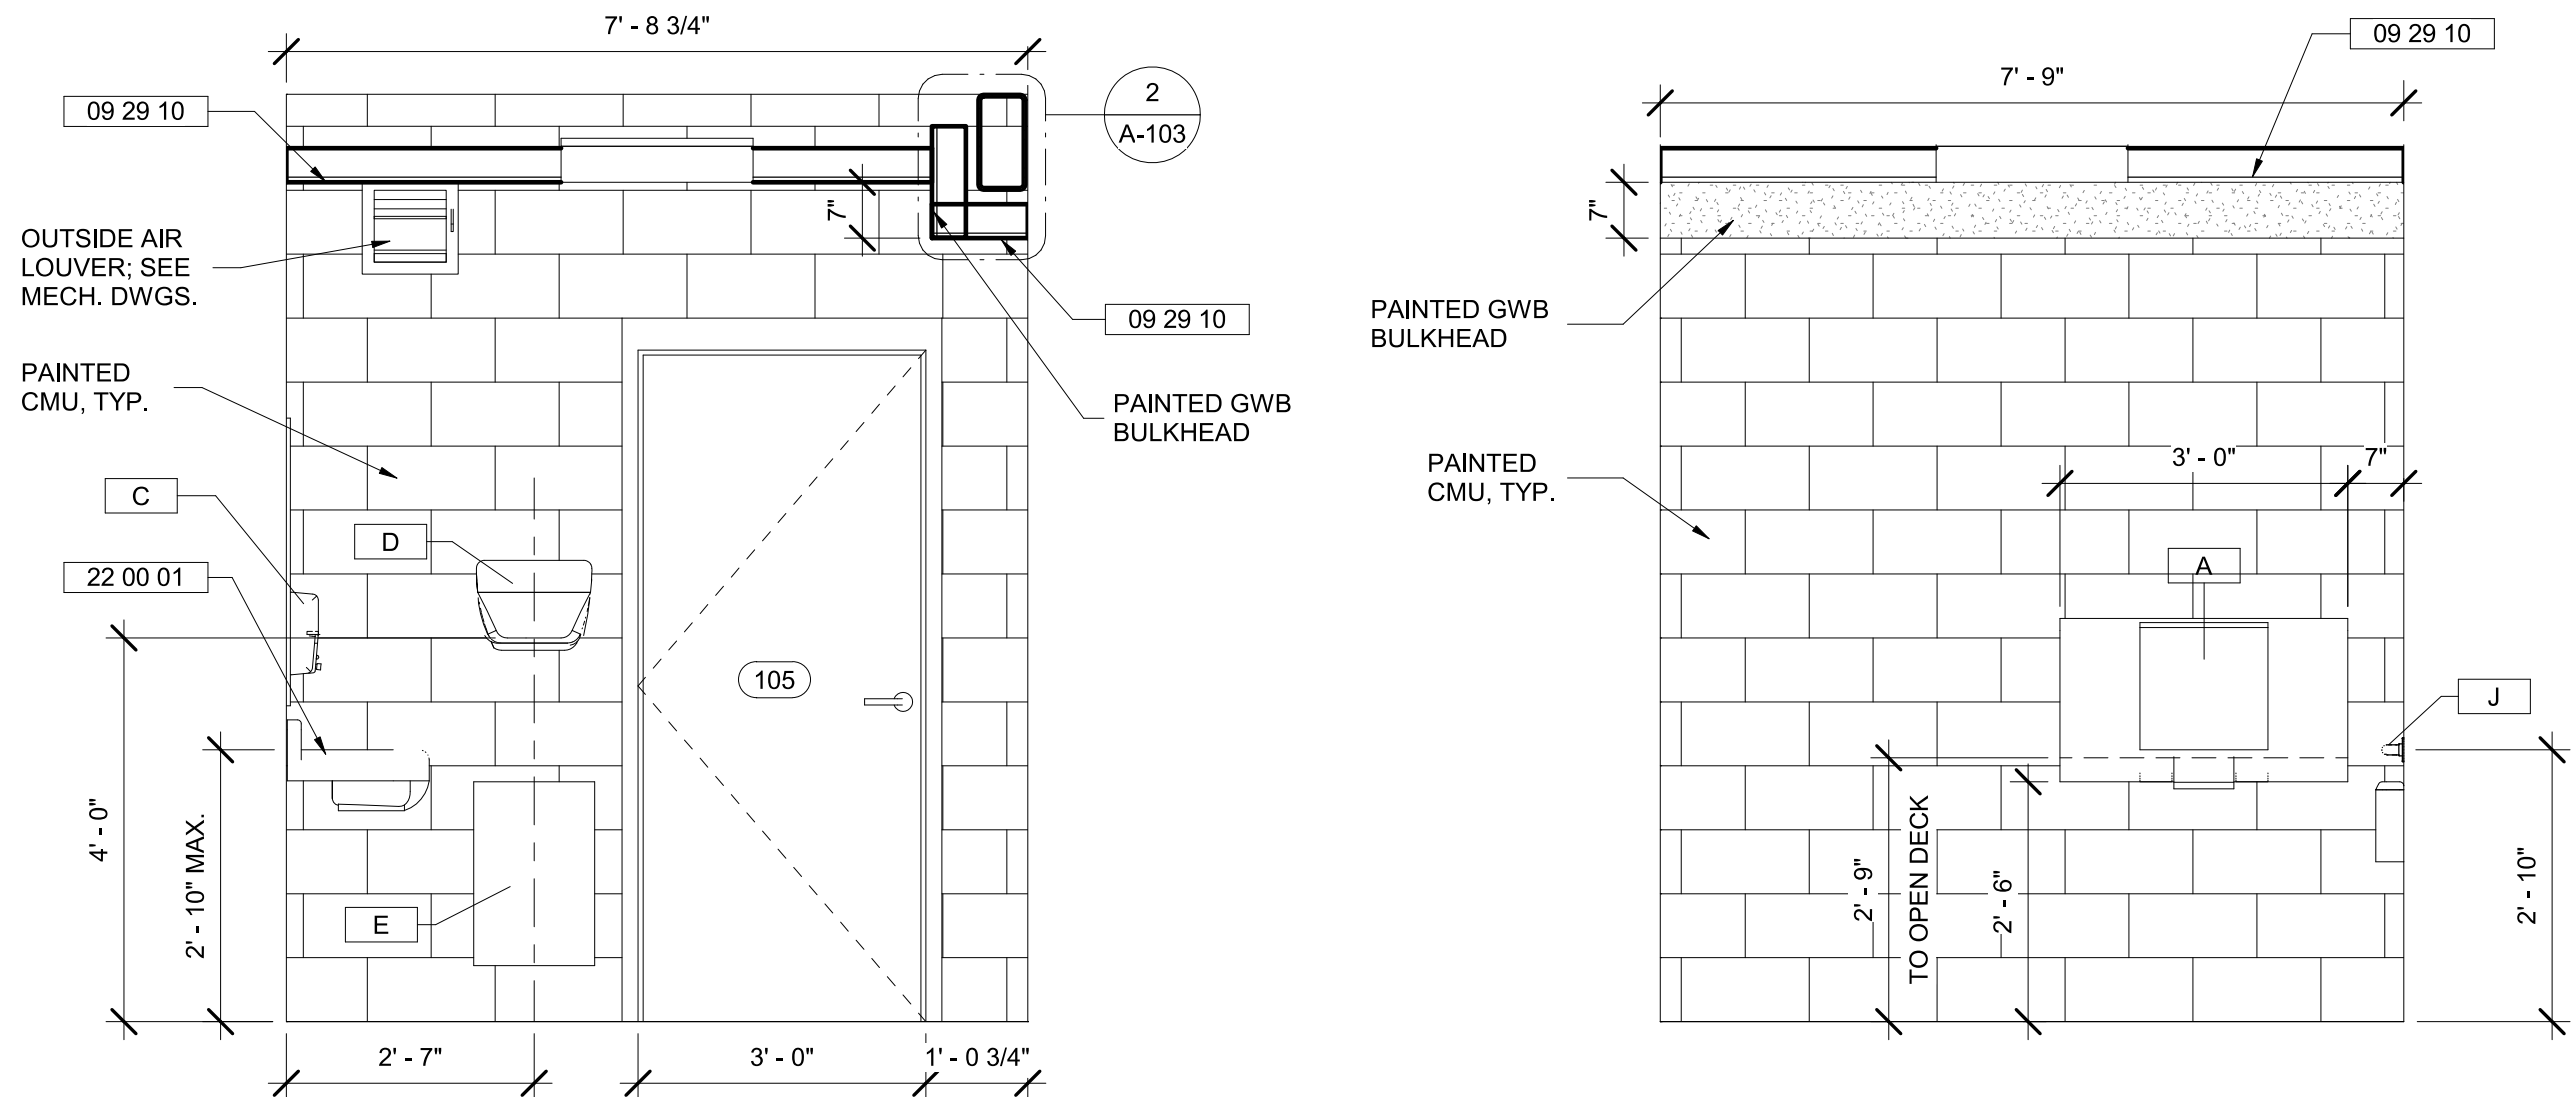 7' - 8 3/4"
09 29 10
2
A-103
7"
OUTSIDE AIR
LOUVER; SEE
MECH. DWGS.
09 29 10
PAINTED
CMU, TYP.
PAINTED GWB
BULKHEAD
C
D
22 00 01
105
4' - 0"
2' - 10" MAX.
E
2' - 7"
3' - 0"
1' - 0 3/4"
09 29 10
7' - 9"
7"
PAINTED GWB
BULKHEAD
PAINTED
CMU, TYP.
3' - 0"
7"
A
J
2' - 9"
TO OPEN DECK
2' - 6"
2' - 10"